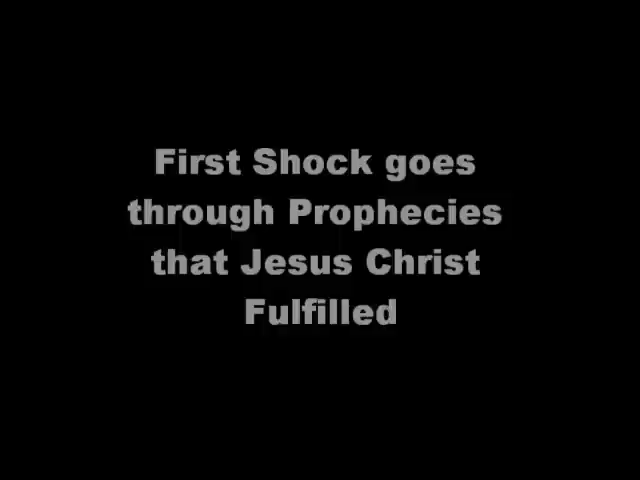 First Shock goes
through Prophecies
that Jesus Christ
Fulfilled